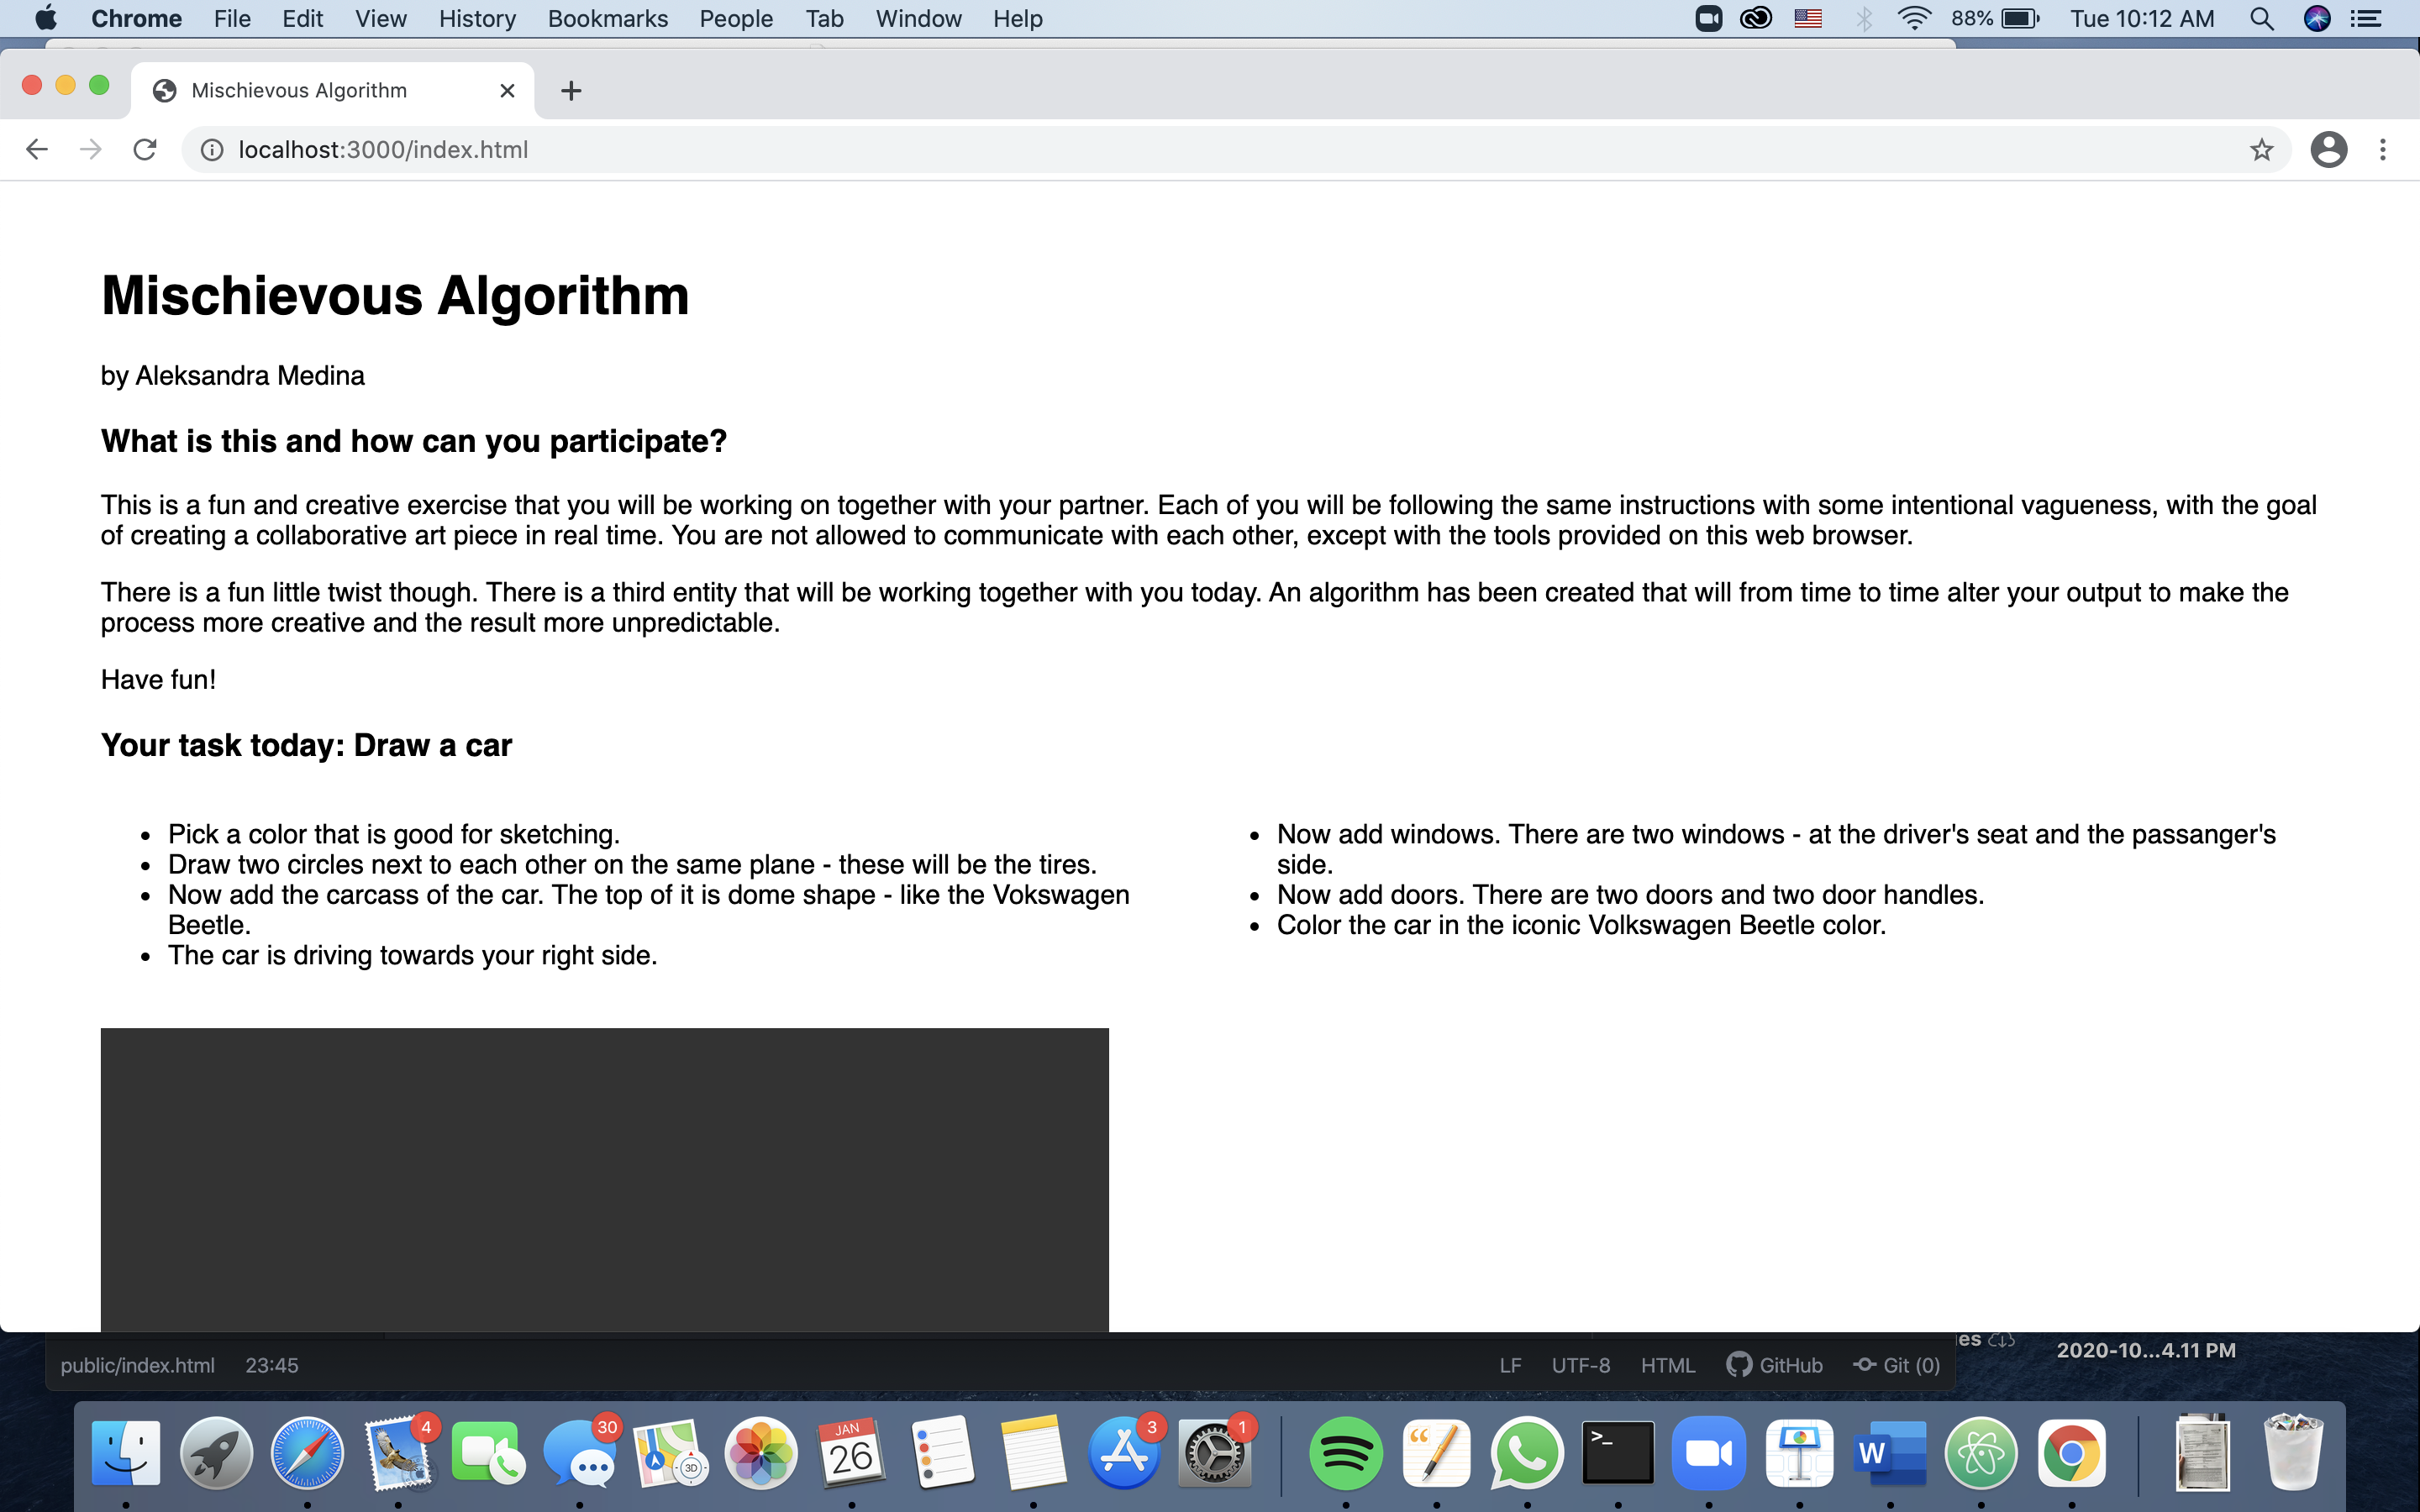 Chrome File Edit View History Bookmarks People Tab Window Help 88% Tue 10:12 AM
Mischievous Algorithm
localhost:3000/index.html
Mischievous Algorithm
by Aleksandra Medina
What is this and how can you participate?
This is a fun and creative exercise that you will be working on together with your partner. Each of you will be following the same instructions with some intentional vagueness, with the goal
of creating a collaborative art piece in real time. You are not allowed to communicate with each other, except with the tools provided on this web browser.
There is a fun little twist though. There is a third entity that will be working together with you today. An algorithm has been created that will from time to time alter your output to make the
process more creative and the result more unpredictable.
Have fun!
Your task today: Draw a car
• Pick a color that is good for sketching.
• Draw two circles next to each other on the same plane - these will be the tires.
• Now add the carcass of the car. The top of it is dome shape - like the Vokswagen
Beetle.
• The car is driving towards your right side.
• Now add windows. There are two windows - at the driver's seat and the passanger's
side.
• Now add doors. There are two doors and two door handles.
• Color the car in the iconic Volkswagen Beetle color.
es
2020-10...4.11 PM
public/index.html 23:45 LF UTF-8 HTML GitHub Git (0)
4 30 JAN 26 3 1
3D
>_
W